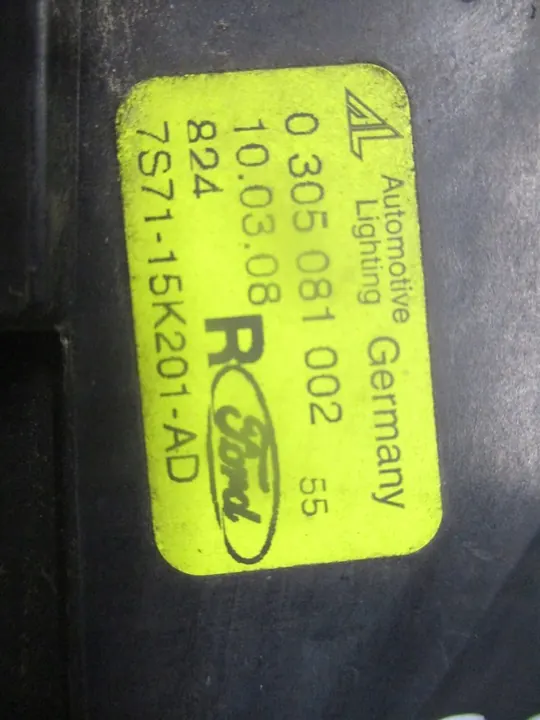 AL Automotive Lighting Germany
0 305 081 002 55
10.03.08
824 R Ford
7S71-15K201-AD